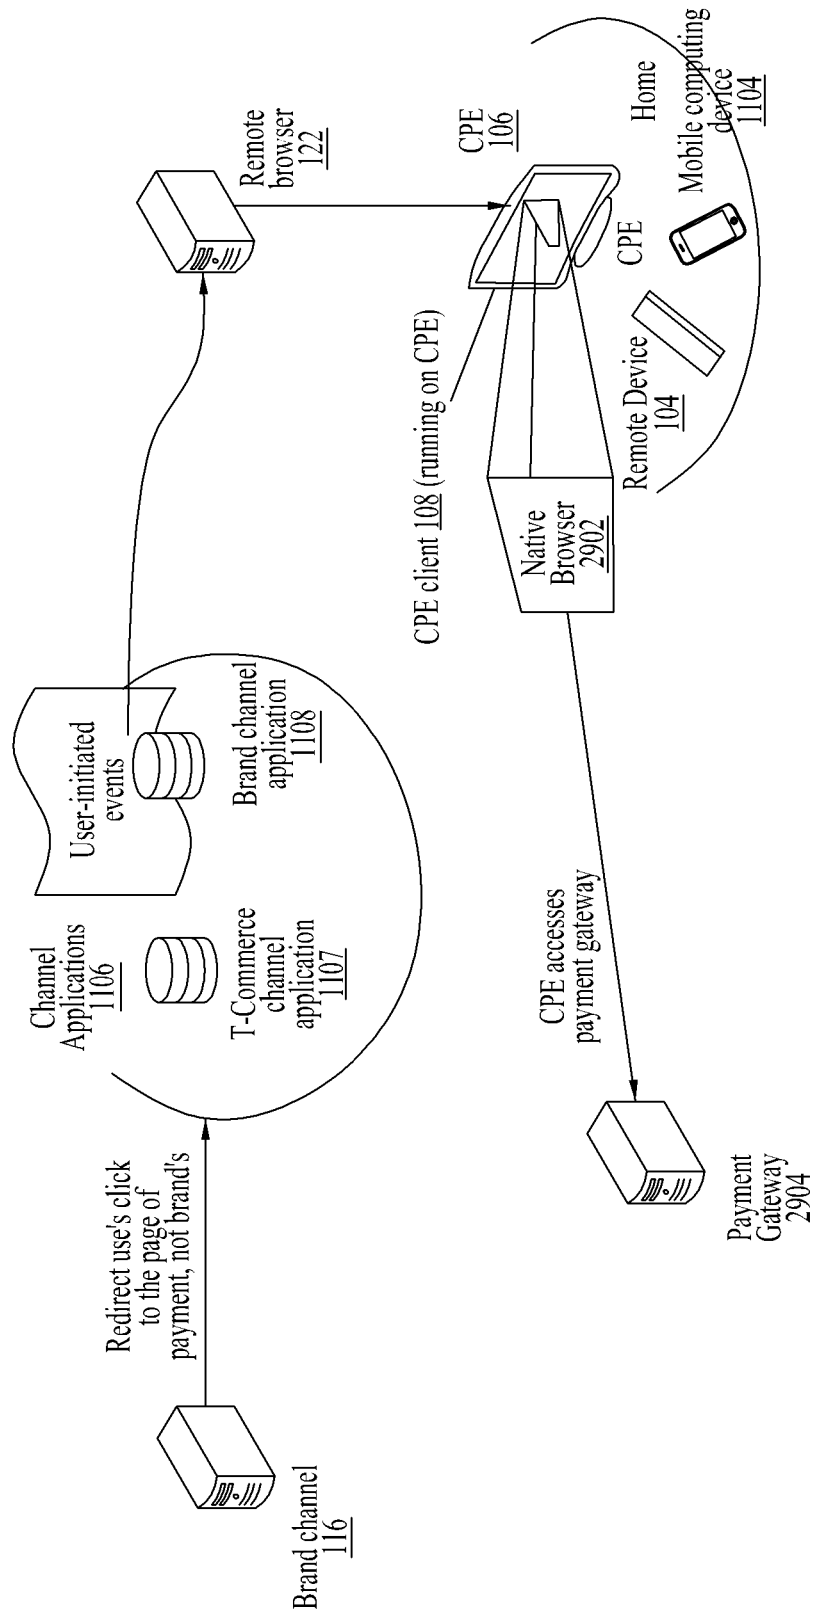 Brand channel
116
Redirect use's click
to the page of
payment, not brand's
Channel
Applications
1106
T-Commerce
channel
application
1107
User-initiated
events
Brand channel
application
1108
Remote
browser
122
Payment
Gateway
2904
CPE accesses
payment gateway
CPE client 108 (running on CPE)
Native
Browser
2902
CPE
106
CPE
Remote Device
104
Home
Mobile computing
device
1104